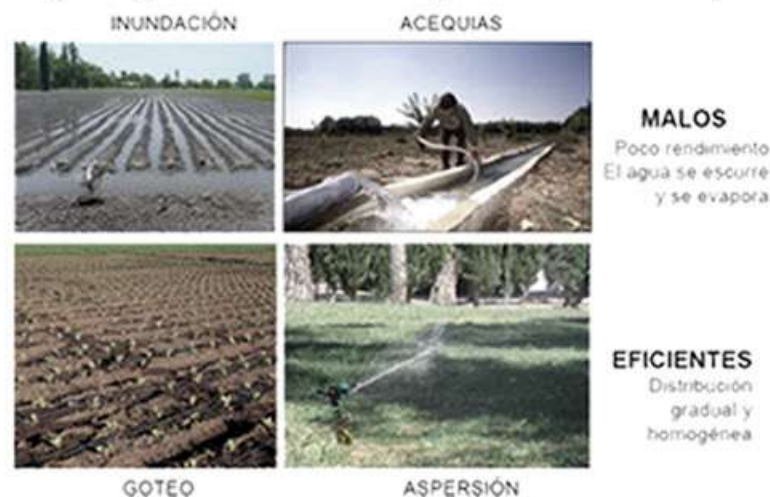 INUNDACIÓN
ACEQUIAS
MALOS
Poco rendimiento
El agua se escurre
y se evapora
EFICIENTES
Distribución
gradual y
homogénea
GOTEO
ASPERSIÓN